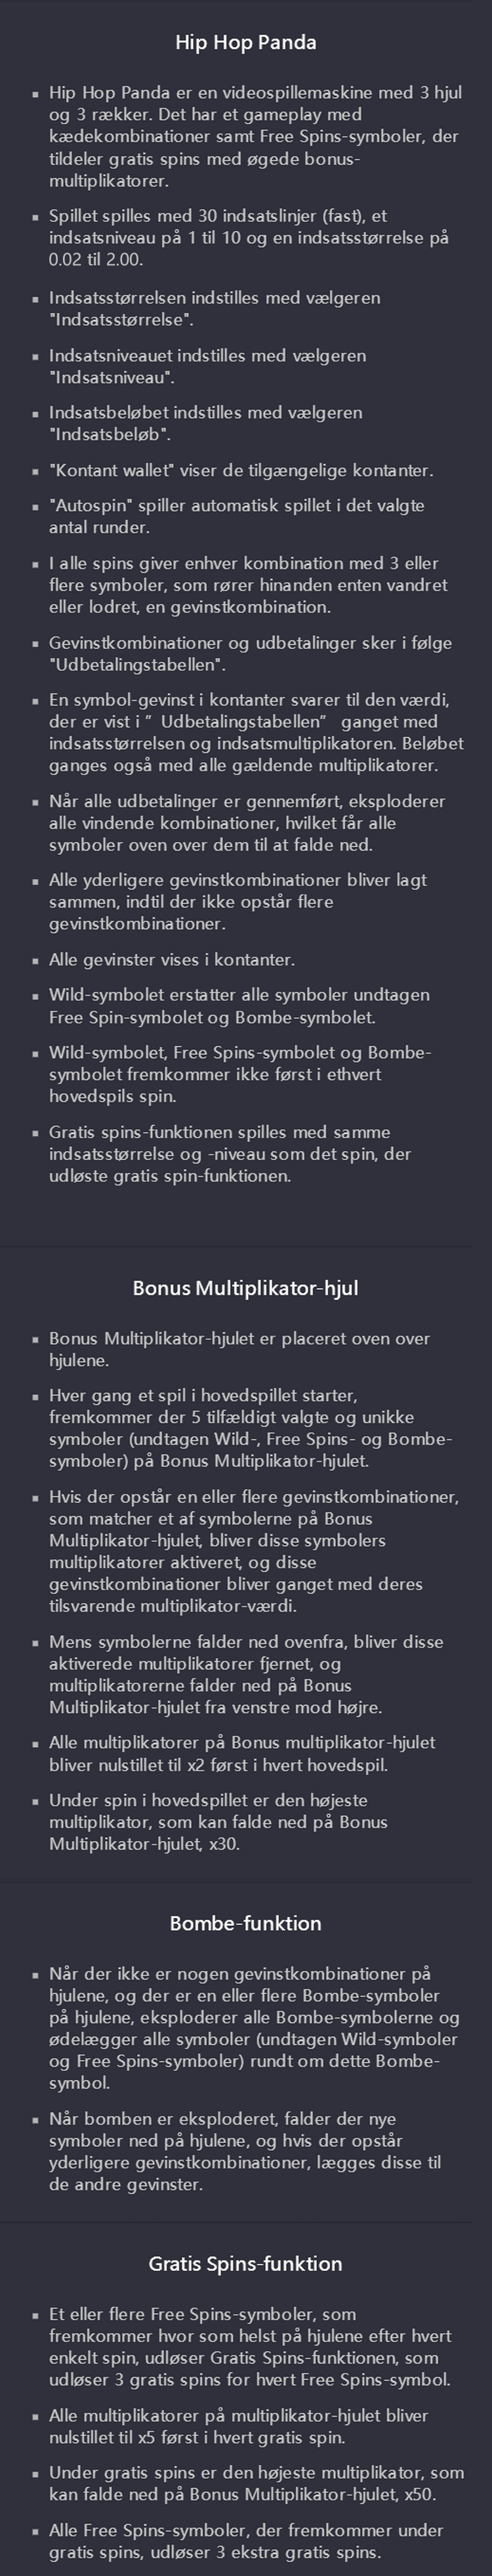 Hip Hop Panda
▪ Hip Hop Panda er en videospillemaskine med 3 hjul
og 3 rækker. Det har et gameplay med
kædekombinationer samt Free Spins-symboler, der
tildeler gratis spins med øgede bonus-
multiplikatorer.
▪ Spillet spilles med 30 indsatslinjer (fast), et
indsatsniveau på 1 til 10 og en indsatsstørrelse på
0.02 til 2.00.
▪ Indsatsstørrelsen indstilles med vælgeren
"Indsatsstørrelse".
▪ Indsatsniveauet indstilles med vælgeren
"Indsatsniveau".
▪ Indsatsbeløbet indstilles med vælgeren
"Indsatsbeløb".
▪ "Kontant wallet" viser de tilgængelige kontanter.
▪ "Autospin" spiller automatisk spillet i det valgte
antal runder.
▪ I alle spins giver enhver kombination med 3 eller
flere symboler, som rører hinanden enten vandret
eller lodret, en gevinstkombination.
▪ Gevinstkombinationer og udbetalinger sker i følge
"Udbetalingstabellen".
▪ En symbol-gevinst i kontanter svarer til den værdi,
der er vist i ” Udbetalingstabellen” ganget med
indsatsstørrelsen og indsatsmultiplikatoren. Beløbet
ganges også med alle gældende multiplikatorer.
▪ Når alle udbetalinger er gennemført, eksploderer
alle vindende kombinationer, hvilket får alle
symboler oven over dem til at falde ned.
▪ Alle yderligere gevinstkombinationer bliver lagt
sammen, indtil der ikke opstår flere
gevinstkombinationer.
▪ Alle gevinster vises i kontanter.
▪ Wild-symbolet erstatter alle symboler undtagen
Free Spin-symbolet og Bombe-symbolet.
▪ Wild-symbolet, Free Spins-symbolet og Bombe-
symbolet fremkommer ikke først i ethvert
hovedspils spin.
▪ Gratis spins-funktionen spilles med samme
indsatsstørrelse og -niveau som det spin, der
udløste gratis spin-funktionen.
Bonus Multiplikator-hjul
▪ Bonus Multiplikator-hjulet er placeret oven over
hjulene.
▪ Hver gang et spil i hovedspillet starter,
fremkommer der 5 tilfældigt valgte og unikke
symboler (undtagen Wild-, Free Spins- og Bombe-
symboler) på Bonus Multiplikator-hjulet.
▪ Hvis der opstår en eller flere gevinstkombinationer,
som matcher et af symbolerne på Bonus
Multiplikator-hjulet, bliver disse symbolers
multiplikatorer aktiveret, og disse
gevinstkombinationer bliver ganget med deres
tilsvarende multiplikator-værdi.
▪ Mens symbolerne falder ned ovenfra, bliver disse
aktiverede multiplikatorer fjernet, og
multiplikatorerne falder ned på Bonus
Multiplikator-hjulet fra venstre mod højre.
▪ Alle multiplikatorer på Bonus multiplikator-hjulet
bliver nulstillet til x2 først i hvert hovedspil.
▪ Under spin i hovedspillet er den højeste
multiplikator, som kan falde ned på Bonus
Multiplikator-hjulet, x30.
Bombe-funktion
▪ Når der ikke er nogen gevinstkombinationer på
hjulene, og der er en eller flere Bombe-symboler
på hjulene, eksploderer alle Bombe-symbolerne og
ødelægger alle symboler (undtagen Wild-symboler
og Free Spins-symboler) rundt om dette Bombe-
symbol.
▪ Når bomben er eksploderet, falder der nye
symboler ned på hjulene, og hvis der opstår
yderligere gevinstkombinationer, lægges disse til
de andre gevinster.
Gratis Spins-funktion
▪ Et eller flere Free Spins-symboler, som
fremkommer hvor som helst på hjulene efter hvert
enkelt spin, udløser Gratis Spins-funktionen, som
udløser 3 gratis spins for hvert Free Spins-symbol.
▪ Alle multiplikatorer på multiplikator-hjulet bliver
nulstillet til x5 først i hvert gratis spin.
▪ Under gratis spins er den højeste multiplikator, som
kan falde ned på Bonus Multiplikator-hjulet, x50.
▪ Alle Free Spins-symboler, der fremkommer under
gratis spins, udløser 3 ekstra gratis spins.